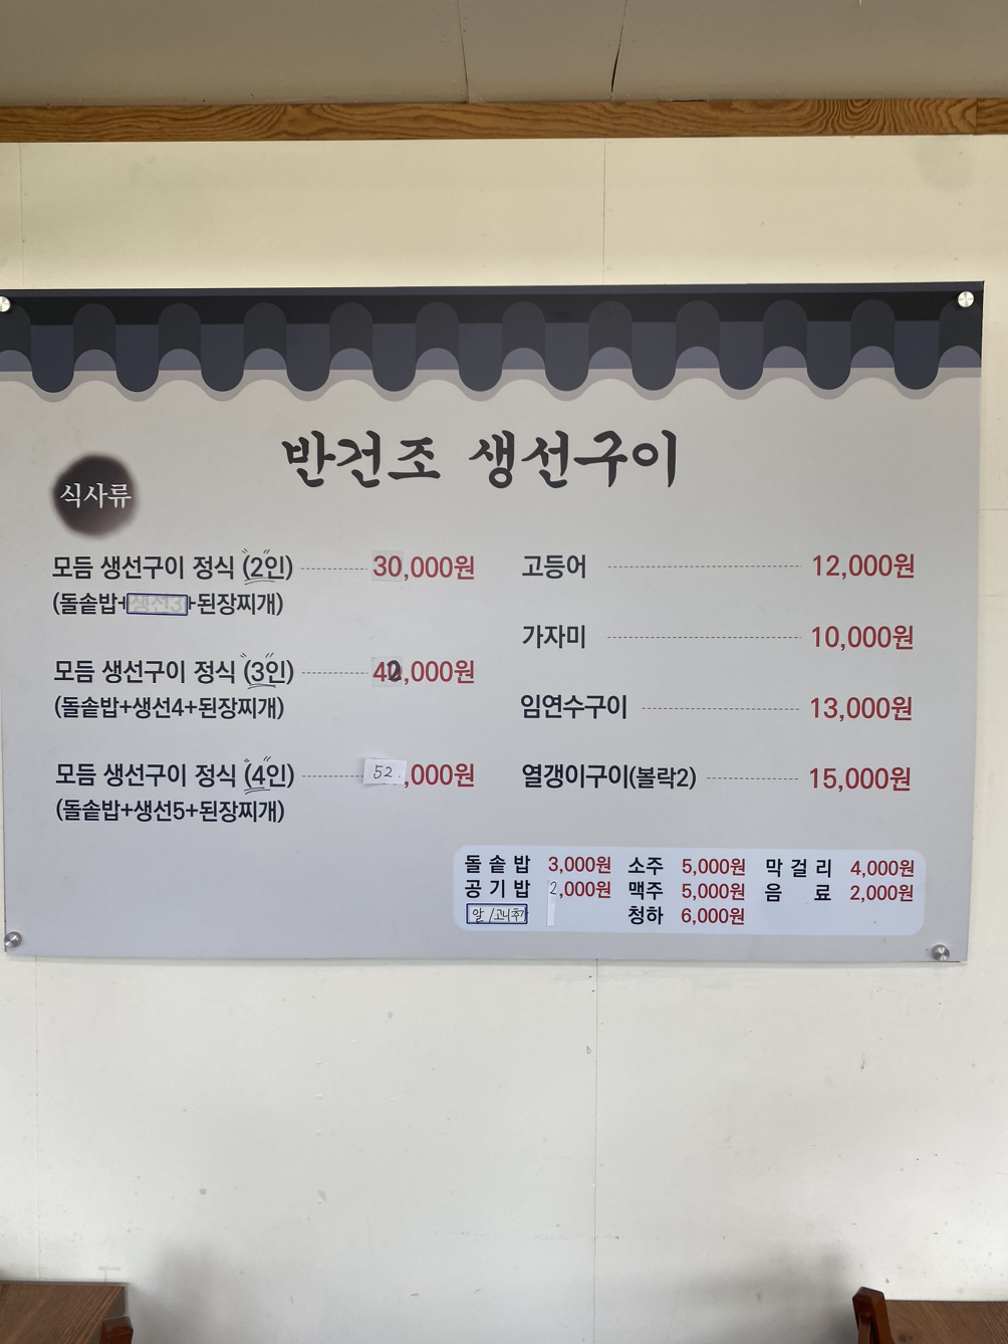 반건조 생선구이
식사류
모듬 생선구이 정식 (2인) 30,000원
(돌솥밥+생선3+된장찌개)
모듬 생선구이 정식 (3인) 42,000원
(돌솥밥+생선4+된장찌개)
모듬 생선구이 정식 (4인) 52,000원
(돌솥밥+생선5+된장찌개)
고등어 12,000원
가자미 10,000원
임연수구이 13,000원
열갱이구이(볼락2) 15,000원
돌솥밥 3,000원 소주 5,000원 막걸리 4,000원
공기밥 2,000원 맥주 5,000원 음료 2,000원
알/고니추가 청하 6,000원